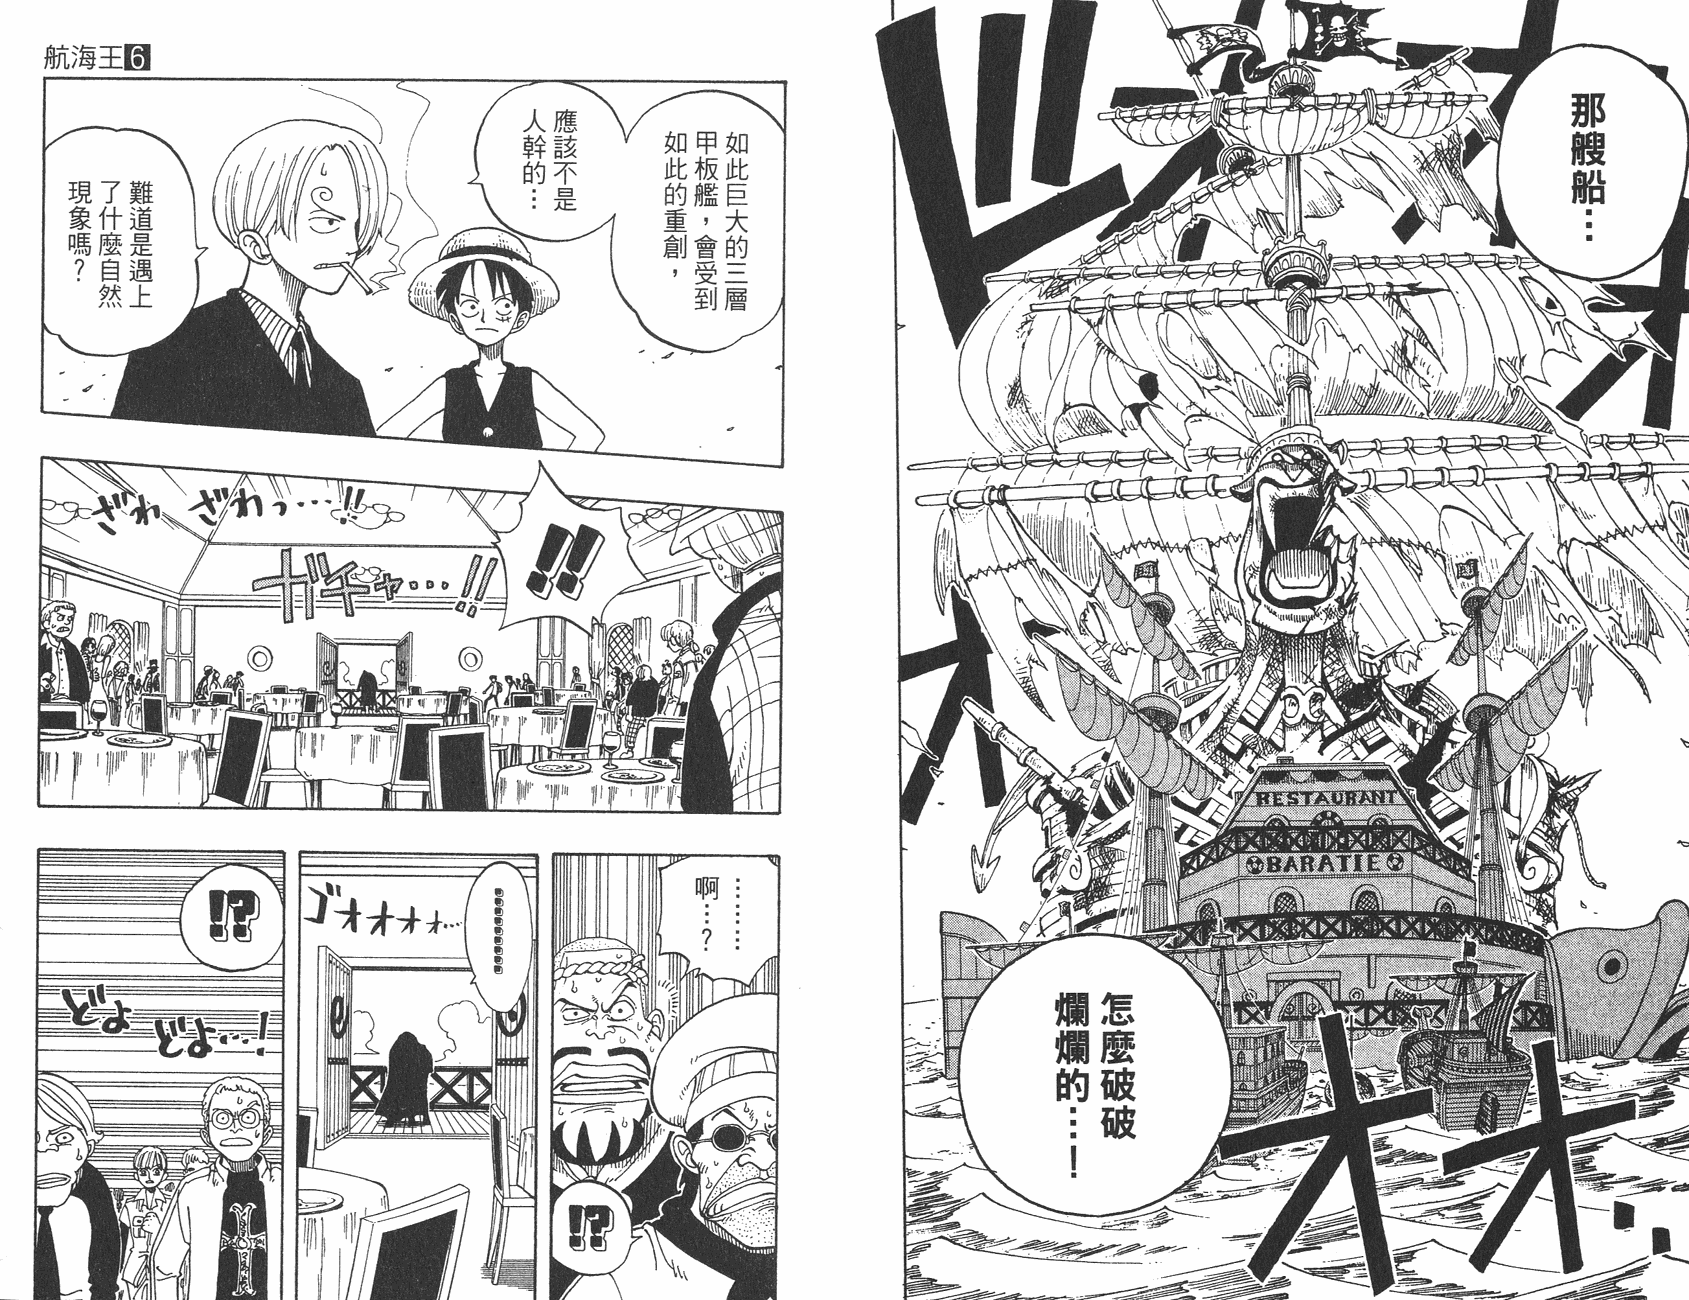 那艘船…
RESTAURANT
BARATIE
怎麼破破
爛爛的…！
ドオオオオオ
航海王6
如此巨大的三層
甲板艦，會受到
如此的重創，
應該不是
人幹的…
難道是遇上
了什麼自然
現象嗎？
ざわ ざわっ…!!
ガチャ…!!
!!
………
啊…？
!?
ゴオオオオ…
!?
どよ どよ…!